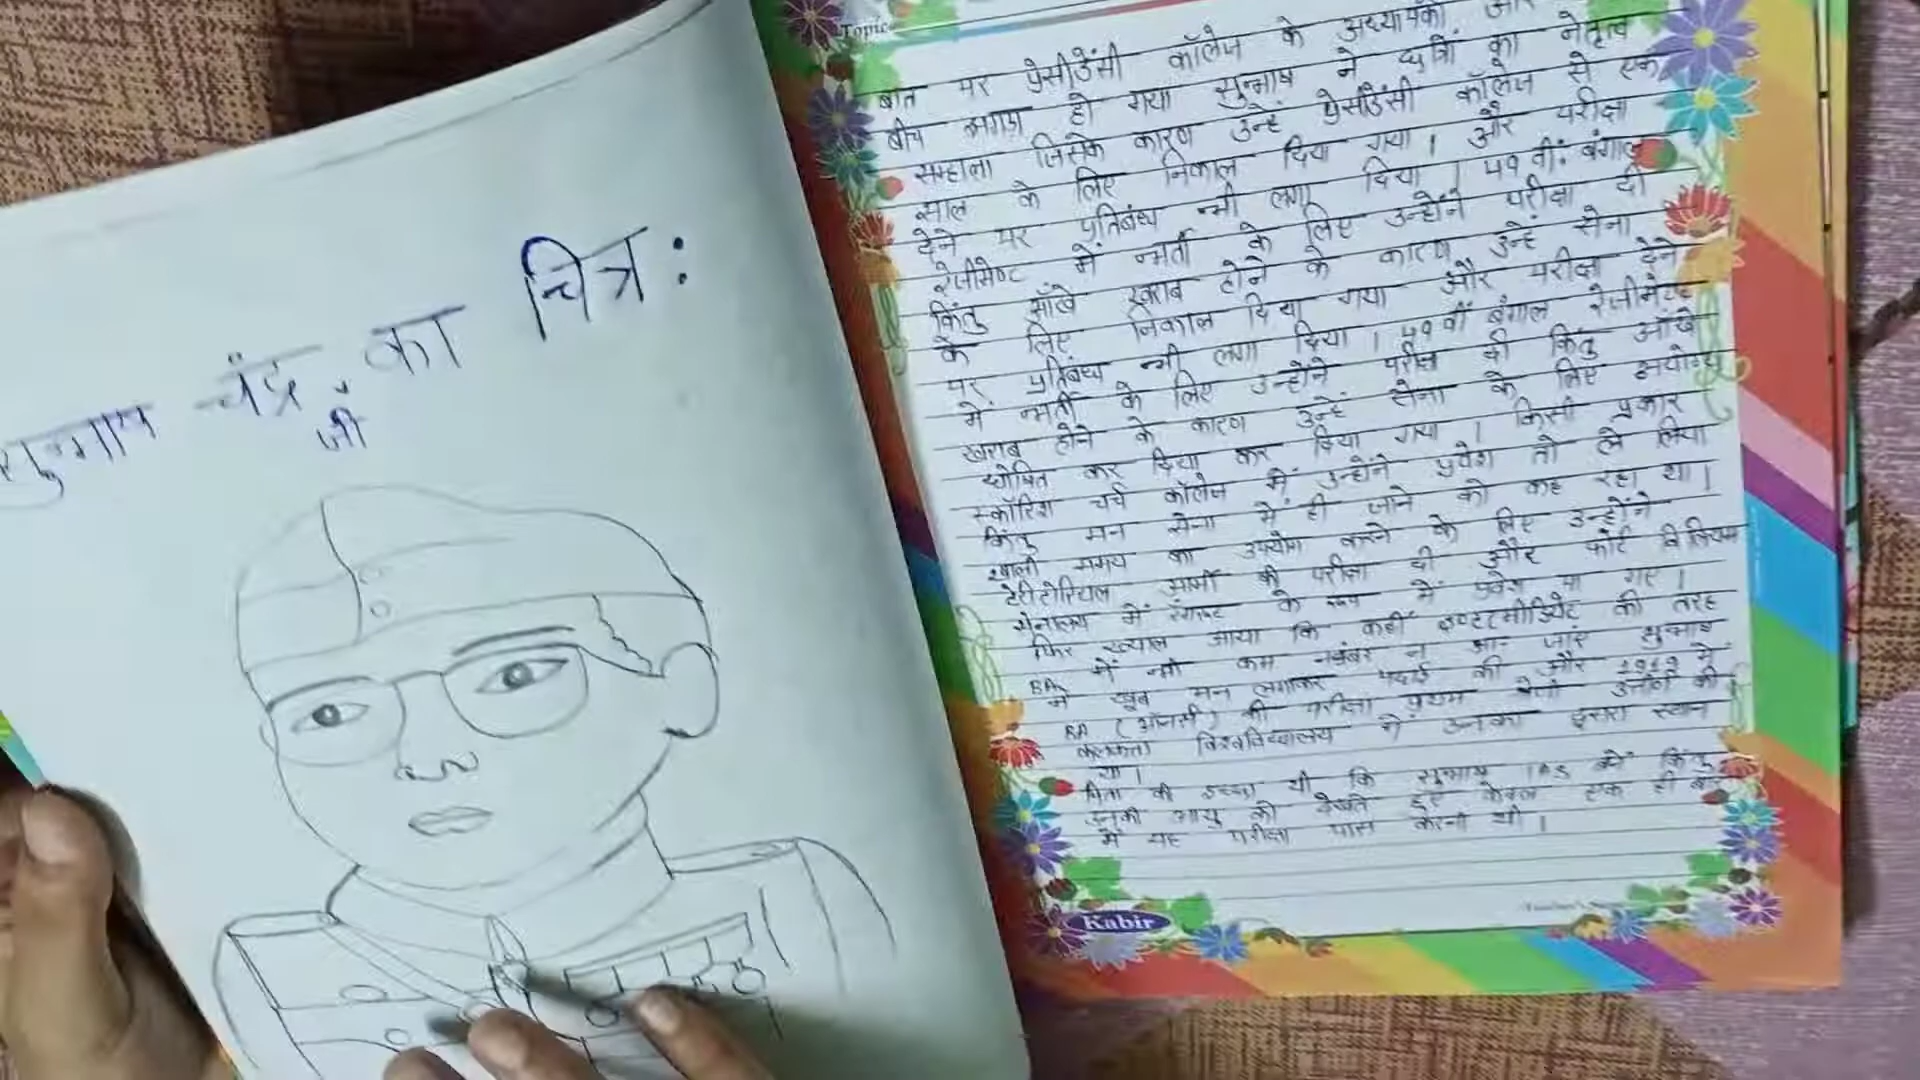 सुभाष चंद्र का चित्र :
जी
Topic
बात पर प्रेसीडेंसी कॉलेज के अध्यापकों और
बीच झगड़ा हो गया सुभाष ने छात्रों का नेतृत्व
सम्हाला जिसके कारण उन्हें प्रेसीडेंसी कॉलेज से एक
साल के लिए निकाल दिया गया । और परीक्षा
देने पर प्रतिबंध भी लगा दिया । 49 वीं. बंगाल
रेजीमेण्ट में भर्ती के लिए उन्होंने परीक्षा दी
किंतु आँखे खराब होने के कारण उन्हें सेना
के लिए निकाल दिया गया और परीक्षा देने
पर प्रतिबंध भी लगा दिया । 49 वीं बंगाल रेजीमेण्ट
में भर्ती के लिए उन्होंने परीक्षा दी किंतु आँखे
खराब होने के कारण उन्हें सेना के लिए अयोग्य
घोषित कर दिया कर दिया गया । किसी प्रकार
स्कॉटिश चर्च कॉलेज में उन्होंने प्रवेश तो ले लिया
किंतु मन सेना में ही जाने को कह रहा था ।
खाली समय का उपयोग करने के लिए उन्होंने
टेरीटोरियल आर्मी की परीक्षा दी और फोर्ट विलियम
सेनालय में रंगरूट के रूप में प्रवेश पा गए ।
फिर ख्याल आया कि कहीं इण्टरमीडियेट की तरह
BA में भी कम नंबर न आ जाएं सुभाष
ने खूब मन लगाकर पढ़ाई की और 1919 में
BA (ऑनर्स) की परीक्षा प्रथम श्रेणी उत्तीर्ण की
कलकत्ता विश्वविद्यालय में उनका दूसरा स्थान
था ।
पिता की इच्छा थी कि सुभाष IAS बनें किंतु
उनकी आयु को देखते हुए केवल एक ही बार
में यह परीक्षा पास करनी थी ।
Kabir